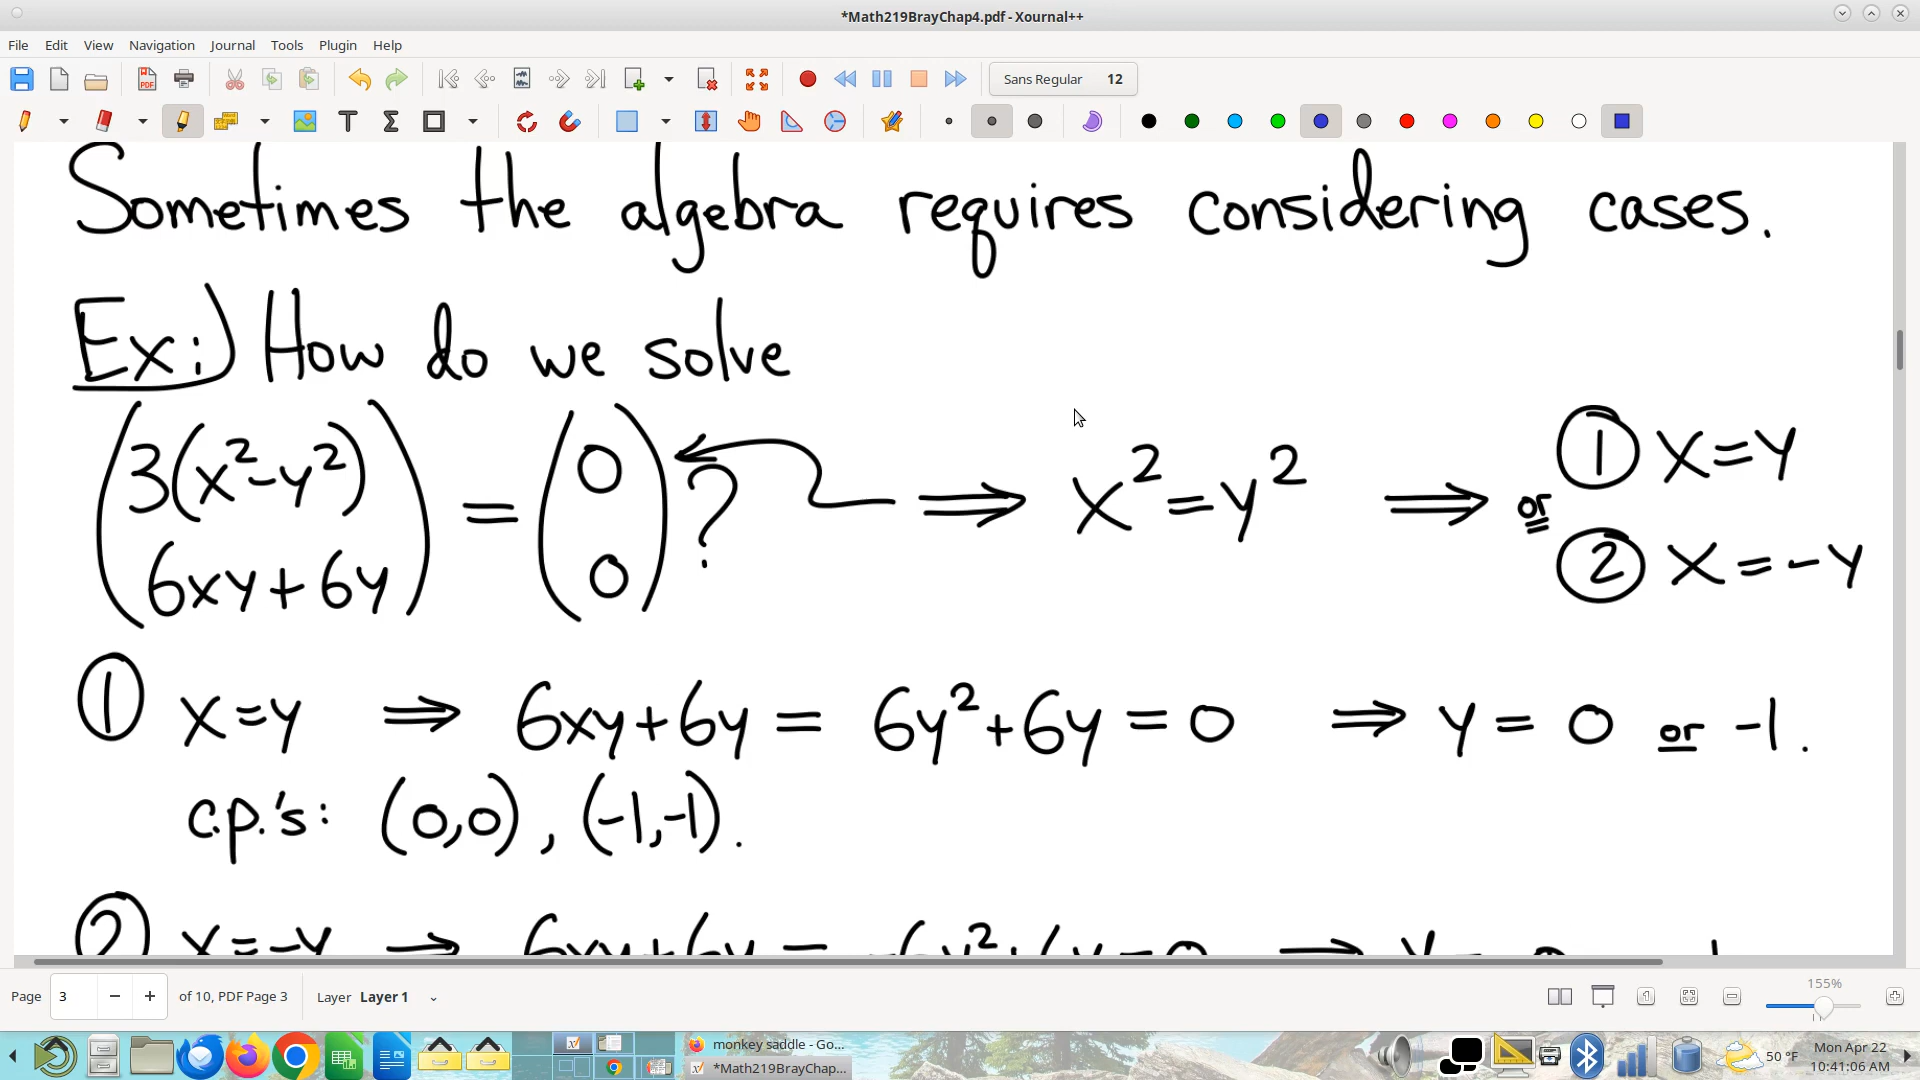 *Math219BrayChap4.pdf - Xournal++
File Edit View Navigation Journal Tools Plugin Help
Sans Regular 12
Sometimes the algebra requires considering cases.
Ex:) How do we solve
(3(x²-y²)
6xy+6y) = (0
0) ? ⟹ x²=y² ⟹ ① x=y
or
② x=-y
① x=y ⟹ 6xy+6y = 6y²+6y = 0 ⟹ y = 0 or -1.
c.p.'s: (0,0), (-1,-1).
② x=-y ⟹ 6xy+6y =
Page 3 of 10, PDF Page 3 Layer Layer 1
155%
monkey saddle - Go...
*Math219BrayChap...
50 °F
Mon Apr 22
10:41:06 AM